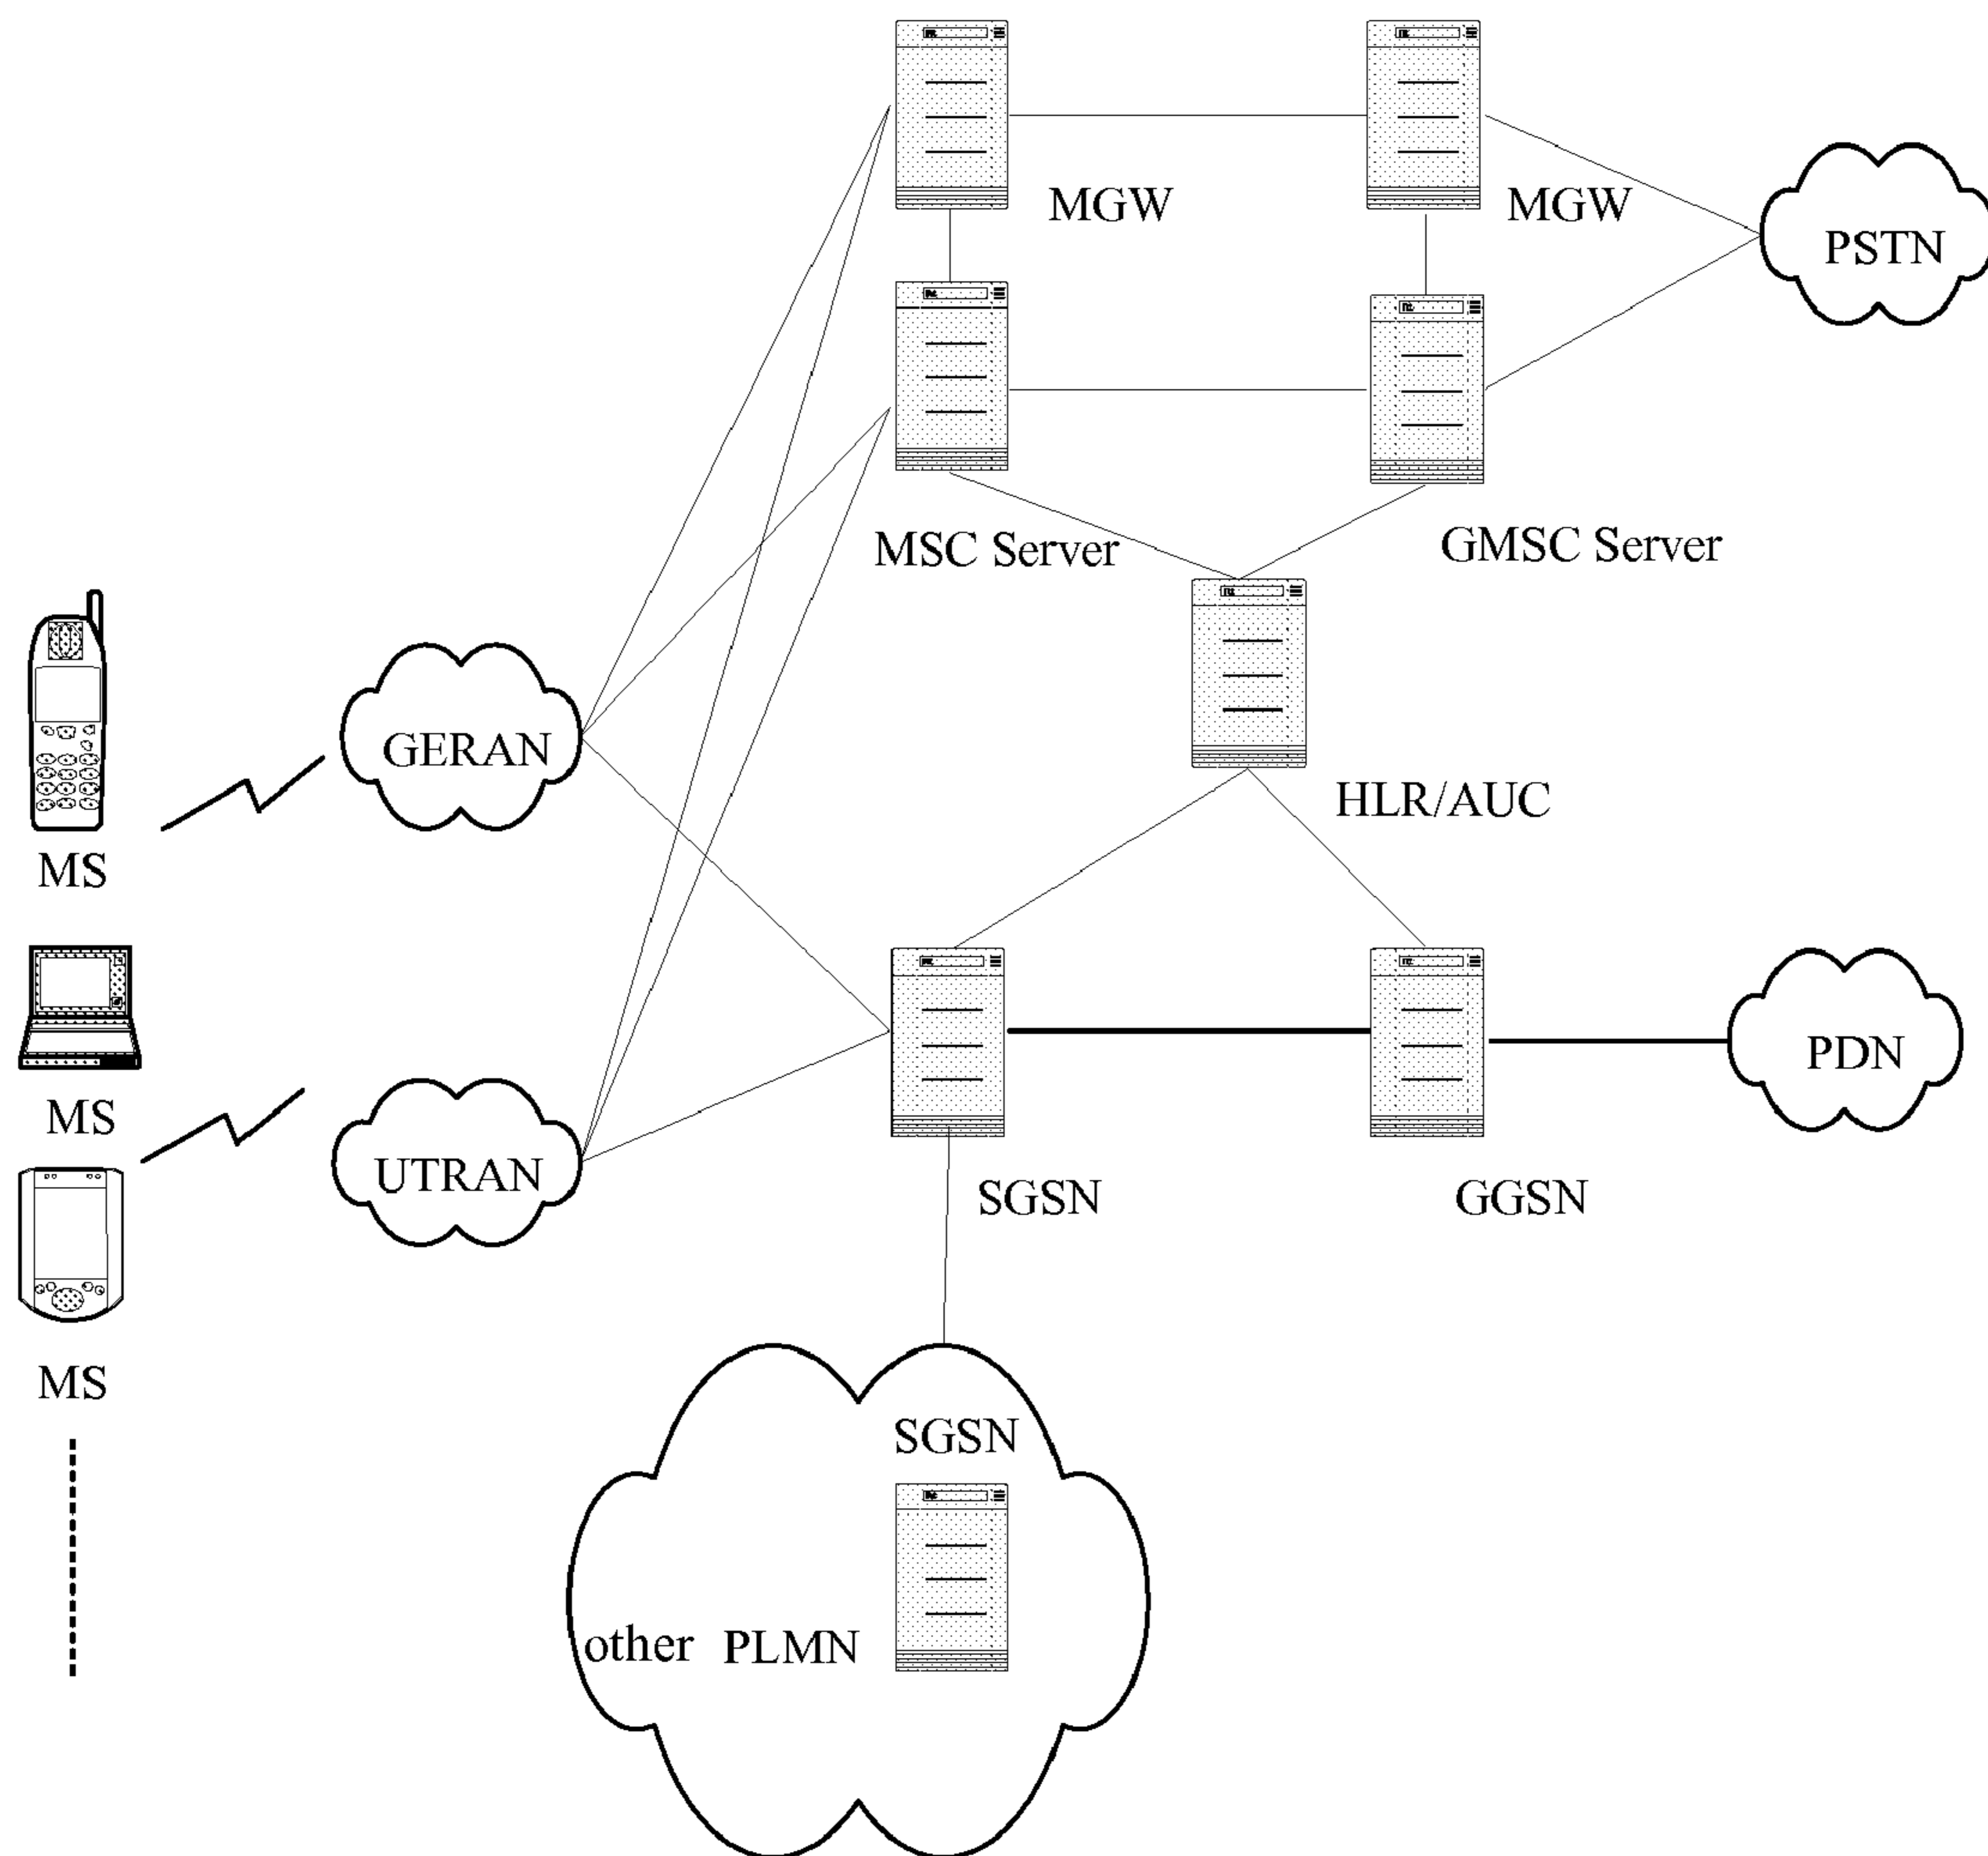 MGW
MGW
PSTN
MSC Server
GMSC Server
GERAN
HLR/AUC
MS
PDN
MS
UTRAN
SGSN
GGSN
MS
SGSN
other PLMN